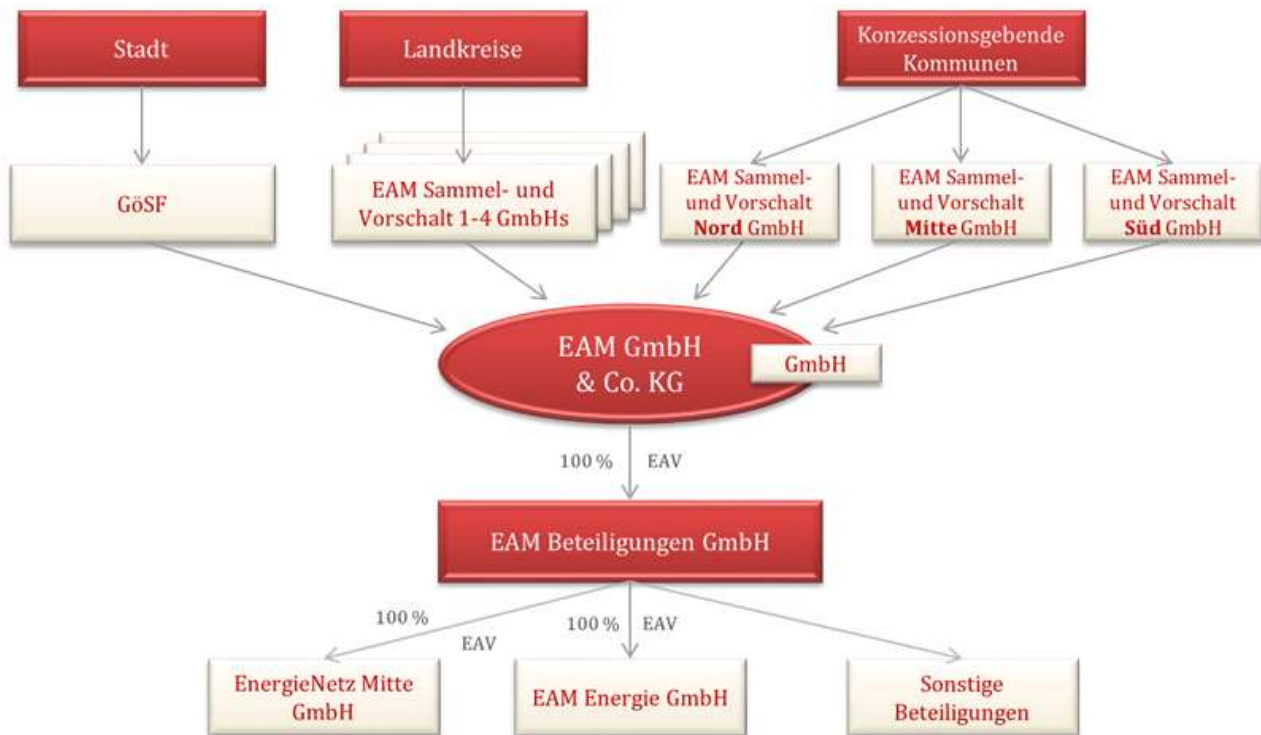 Stadt
Landkreise
Konzessionsgebende
Kommunen
GöSF
EAM Sammel- und
Vorschalt 1-4 GmbHs
EAM Sammel-
und Vorschalt
Nord GmbH
EAM Sammel-
und Vorschalt
Mitte GmbH
EAM Sammel-
und Vorschalt
Süd GmbH
EAM GmbH
& Co. KG
GmbH
100 %
EAV
EAM Beteiligungen GmbH
100 %
EAV
100 %
EAV
EnergieNetz Mitte
GmbH
EAM Energie GmbH
Sonstige
Beteiligungen